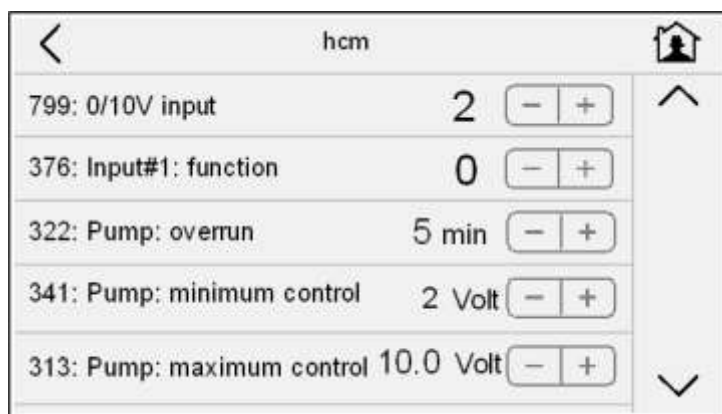 hcm
799: 0/10V input 2 − +
376: Input#1: function 0 − +
322: Pump: overrun 5 min − +
341: Pump: minimum control 2 Volt − +
313: Pump: maximum control 10.0 Volt − +